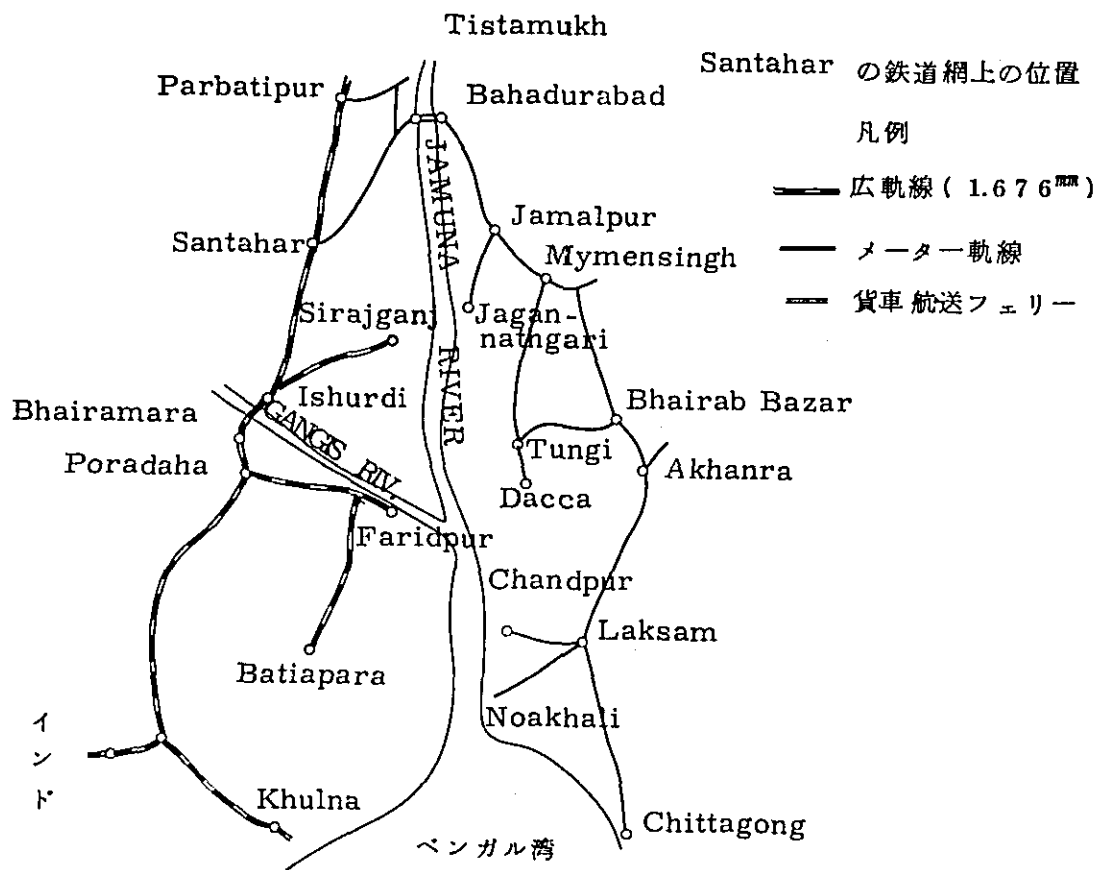 Tistamukh
Santahar の鉄道網上の位置
Parbatipur
Bahadurabad
凡例
広軌線 ( 1.676mm)
JAMUNA RIVER
Jamalpur
Santahar
メーター軌線
Mymensingh
貨車航送フェリー
Sirajganj
Jagan-
nathgari
Ishurdi
Bhairamara
Bhairab Bazar
GANGIS RIV.
Tungi
Poradaha
Akhanra
Dacca
Faridpur
Chandpur
Laksam
Batiapara
Noakhali
インド
Khulna
Chittagong
ベンガル湾